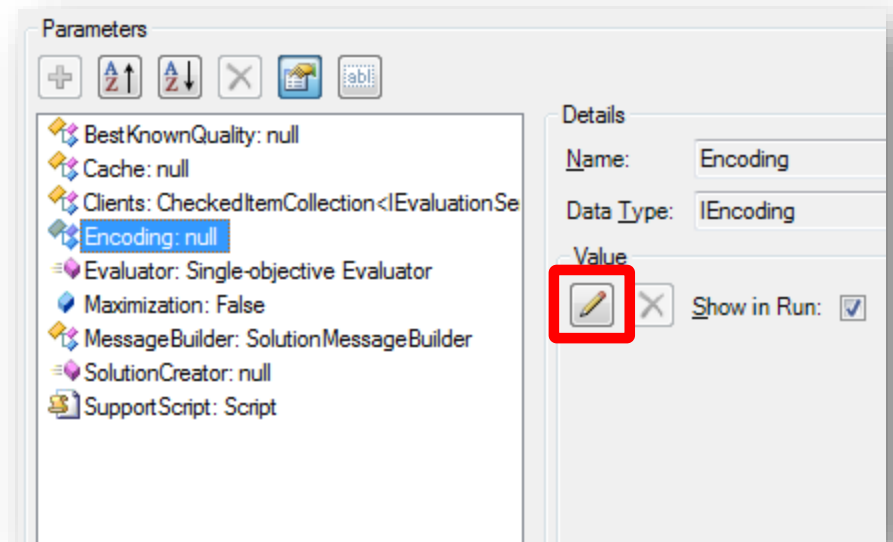 Parameters
A
Z
A
Z
abl
BestKnownQuality: null
Cache: null
Clients: CheckedItemCollection<IEvaluationSe
Encoding: null
Evaluator: Single-objective Evaluator
Maximization: False
MessageBuilder: SolutionMessageBuilder
SolutionCreator: null
SupportScript: Script
Details
Name: Encoding
Data Type: IEncoding
Value
Show in Run: